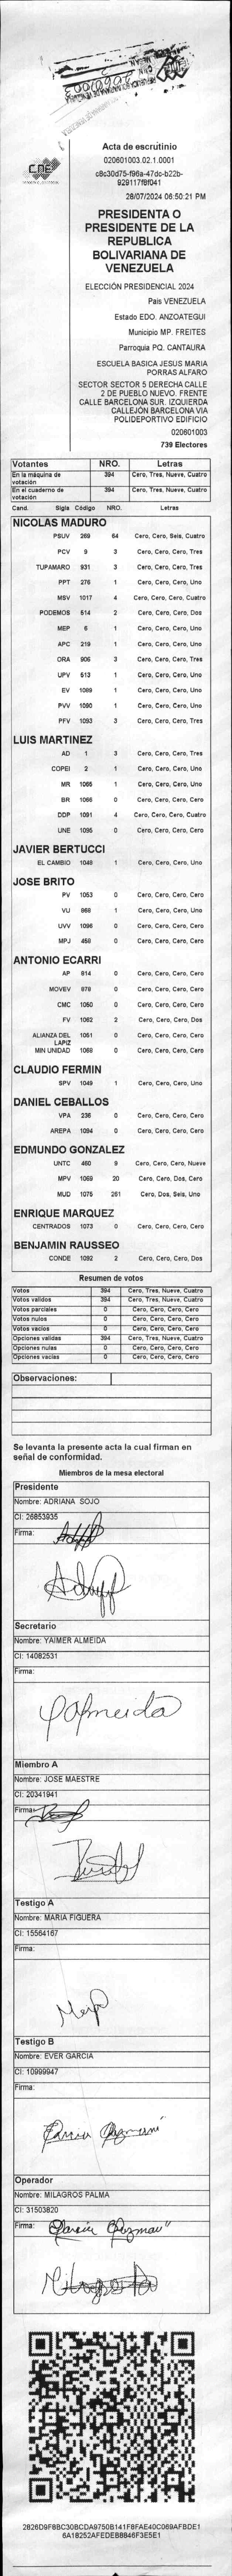 CNE
Acta de escrutinio
020601003.02.1.0001
c8c30d75-f96a-47dc-b22b-
929117f8f041
28/07/2024 06:50:21 PM
PRESIDENTA O
PRESIDENTE DE LA
REPUBLICA
BOLIVARIANA DE
VENEZUELA
ELECCIÓN PRESIDENCIAL 2024
Pais VENEZUELA
Estado EDO. ANZOATEGUI
Municipio MP. FREITES
Parroquia PQ. CANTAURA
ESCUELA BASICA JESUS MARIA
PORRAS ALFARO
SECTOR SECTOR 5 DERECHA CALLE
2 DE PUEBLO NUEVO. FRENTE
CALLE BARCELONA SUR. IZQUIERDA
CALLEJÓN BARCELONA VIA
POLIDEPORTIVO EDIFICIO
020601003
739 Electores
Votantes NRO. Letras
En la máquina de votación 394 Cero, Tres, Nueve, Cuatro
En el cuaderno de votación 394 Cero, Tres, Nueve, Cuatro
Cand. Sigla Código NRO. Letras
NICOLAS MADURO
PSUV 269 64 Cero, Cero, Seis, Cuatro
PCV 9 3 Cero, Cero, Cero, Tres
TUPAMARO 931 3 Cero, Cero, Cero, Tres
PPT 276 1 Cero, Cero, Cero, Uno
MSV 1017 4 Cero, Cero, Cero, Cuatro
PODEMOS 514 2 Cero, Cero, Cero, Dos
MEP 6 1 Cero, Cero, Cero, Uno
APC 219 1 Cero, Cero, Cero, Uno
ORA 906 3 Cero, Cero, Cero, Tres
UPV 513 1 Cero, Cero, Cero, Uno
EV 1089 1 Cero, Cero, Cero, Uno
PVV 1090 1 Cero, Cero, Cero, Uno
PFV 1093 3 Cero, Cero, Cero, Tres
LUIS MARTINEZ
AD 1 3 Cero, Cero, Cero, Tres
COPEI 2 1 Cero, Cero, Cero, Uno
MR 1065 1 Cero, Cero, Cero, Uno
BR 1066 0 Cero, Cero, Cero, Cero
DDP 1091 4 Cero, Cero, Cero, Cuatro
UNE 1095 0 Cero, Cero, Cero, Cero
JAVIER BERTUCCI
EL CAMBIO 1048 1 Cero, Cero, Cero, Uno
JOSE BRITO
PV 1053 0 Cero, Cero, Cero, Cero
VU 868 1 Cero, Cero, Cero, Uno
UVV 1096 0 Cero, Cero, Cero, Cero
MPJ 458 0 Cero, Cero, Cero, Cero
ANTONIO ECARRI
AP 814 0 Cero, Cero, Cero, Cero
MOVEV 878 0 Cero, Cero, Cero, Cero
CMC 1050 0 Cero, Cero, Cero, Cero
FV 1062 2 Cero, Cero, Cero, Dos
ALIANZA DEL LAPIZ 1051 0 Cero, Cero, Cero, Cero
MIN UNIDAD 1068 0 Cero, Cero, Cero, Cero
CLAUDIO FERMIN
SPV 1049 1 Cero, Cero, Cero, Uno
DANIEL CEBALLOS
VPA 236 0 Cero, Cero, Cero, Cero
AREPA 1094 0 Cero, Cero, Cero, Cero
EDMUNDO GONZALEZ
UNTC 460 9 Cero, Cero, Cero, Nueve
MPV 1069 20 Cero, Cero, Dos, Cero
MUD 1075 261 Cero, Dos, Seis, Uno
ENRIQUE MARQUEZ
CENTRADOS 1073 0 Cero, Cero, Cero, Cero
BENJAMIN RAUSSEO
CONDE 1092 2 Cero, Cero, Cero, Dos
Resumen de votos
Votos 394 Cero, Tres, Nueve, Cuatro
Votos validos 394 Cero, Tres, Nueve, Cuatro
Votos parciales 0 Cero, Cero, Cero, Cero
Votos nulos 0 Cero, Cero, Cero, Cero
Votos vacios 0 Cero, Cero, Cero, Cero
Opciones validas 394 Cero, Tres, Nueve, Cuatro
Opciones nulas 0 Cero, Cero, Cero, Cero
Opciones vacias 0 Cero, Cero, Cero, Cero
Observaciones:
Se levanta la presente acta la cual firman en
señal de conformidad.
Miembros de la mesa electoral
Presidente
Nombre: ADRIANA SOJO
CI: 26853935
Firma:
Secretario
Nombre: YAIMER ALMEIDA
CI: 14082531
Firma:
Yalmeida
Miembro A
Nombre: JOSE MAESTRE
CI: 20341941
Firma:
Testigo A
Nombre: MARIA FIGUERA
CI: 15564167
Firma:
Testigo B
Nombre: EVER GARCIA
CI: 10999947
Firma:
Operador
Nombre: MILAGROS PALMA
CI: 31503820
Firma: Garcia Guzman
2826D9F8BC30BCDA9750B141F8FAE40C069AFBDE1
6A18252AFEDEB8846F3E5E1